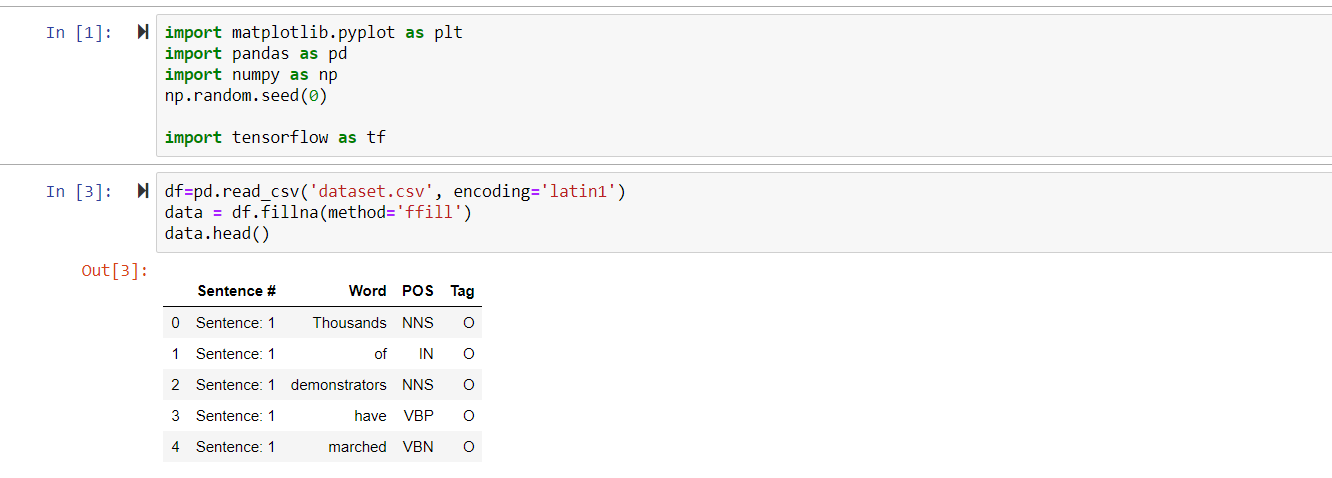 In [1]:
import matplotlib.pyplot as plt
import pandas as pd
import numpy as np
np.random.seed(0)
import tensorflow as tf
In [3]:
df=pd.read_csv('dataset.csv', encoding='latin1')
data = df.fillna(method='ffill')
data.head()
Out[3]:
Sentence # Word POS Tag
0 Sentence: 1 Thousands NNS O
1 Sentence: 1 of IN O
2 Sentence: 1 demonstrators NNS O
3 Sentence: 1 have VBP O
4 Sentence: 1 marched VBN O